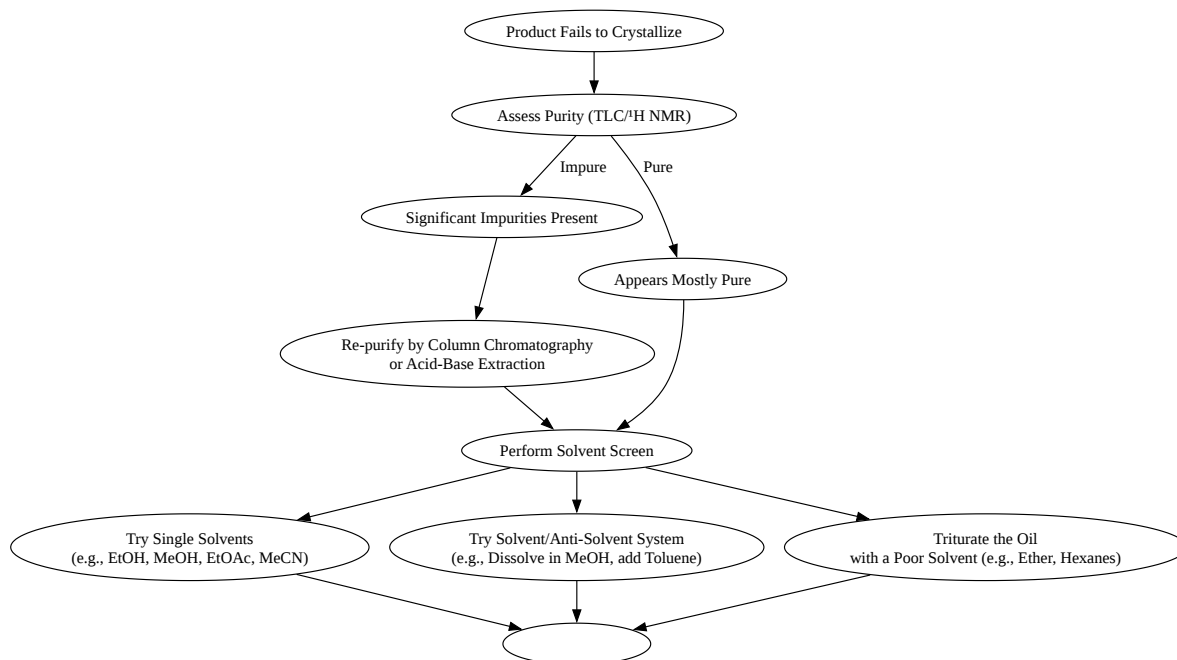 Product Fails to Crystallize
Assess Purity (TLC/¹H NMR)
Impure
Pure
Significant Impurities Present
Appears Mostly Pure
Re-purify by Column Chromatography
or Acid-Base Extraction
Perform Solvent Screen
Try Single Solvents
(e.g., EtOH, MeOH, EtOAc, MeCN)
Try Solvent/Anti-Solvent System
(e.g., Dissolve in MeOH, add Toluene)
Triturate the Oil
with a Poor Solvent (e.g., Ether, Hexanes)